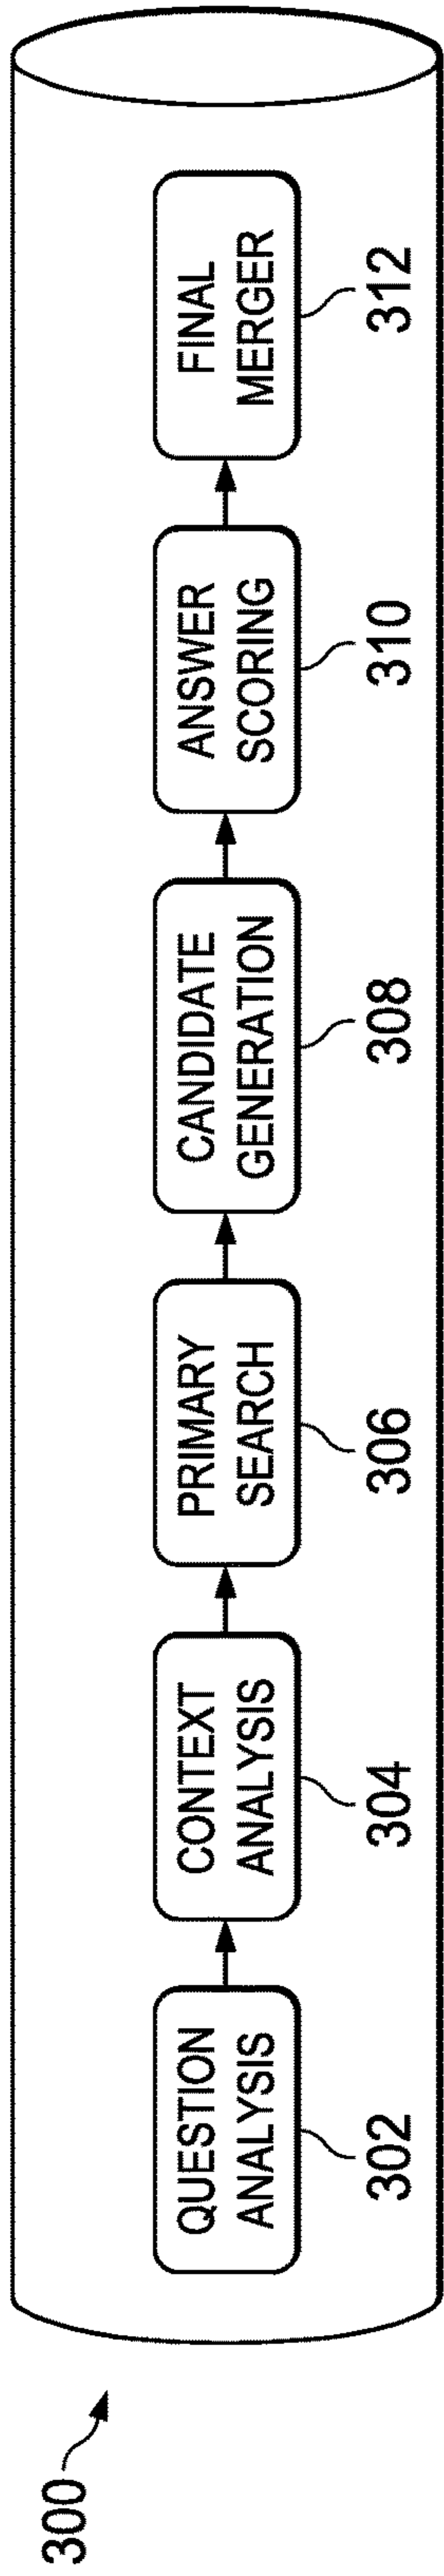 300
QUESTION
ANALYSIS
302
CONTEXT
ANALYSIS
304
PRIMARY
SEARCH
306
CANDIDATE
GENERATION
308
ANSWER
SCORING
310
FINAL
MERGER
312